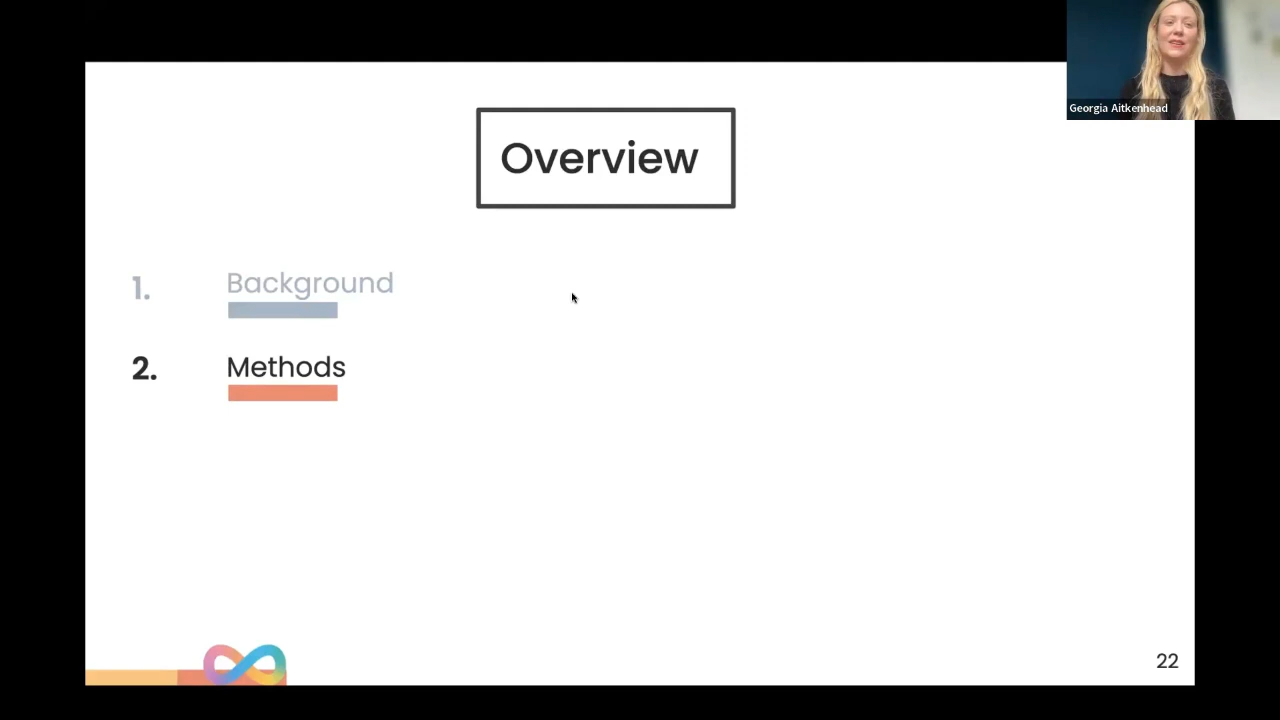 Georgia Aitkenhead
Overview
1. Background
2. Methods
22